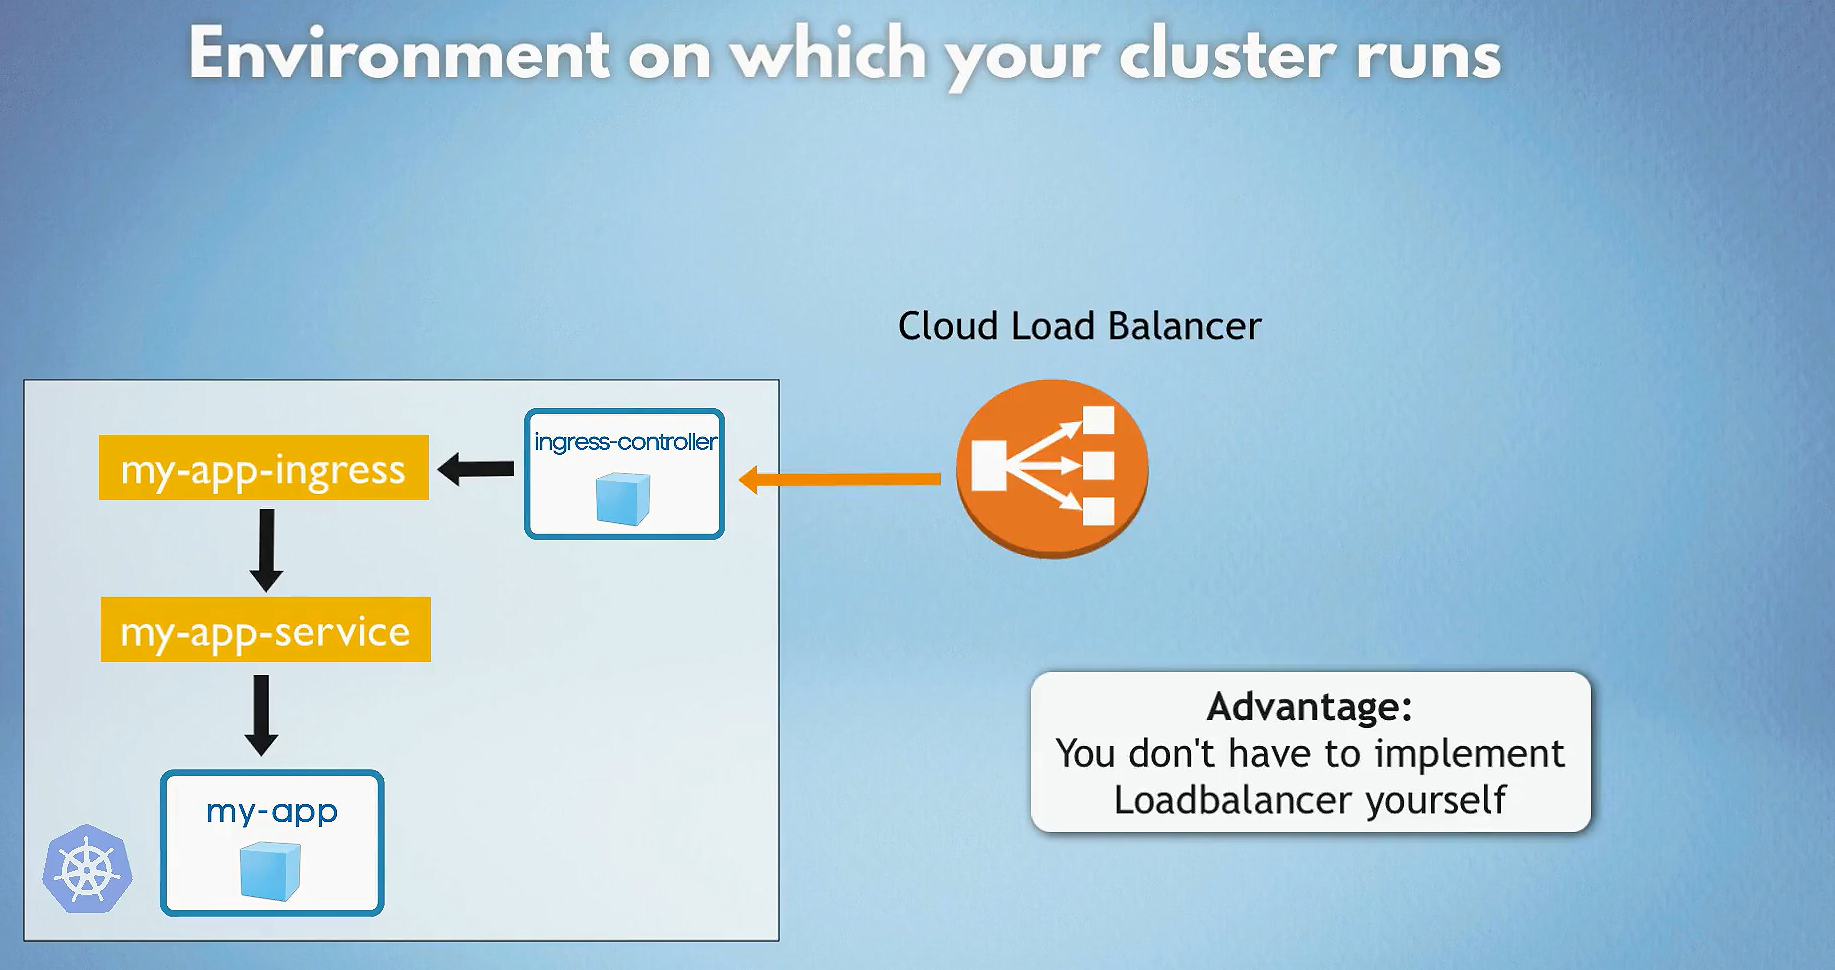 Environment on which your cluster runs
Cloud Load Balancer
ingress-controller
my-app-ingress
my-app-service
my-app
Advantage:
You don't have to implement
Loadbalancer yourself